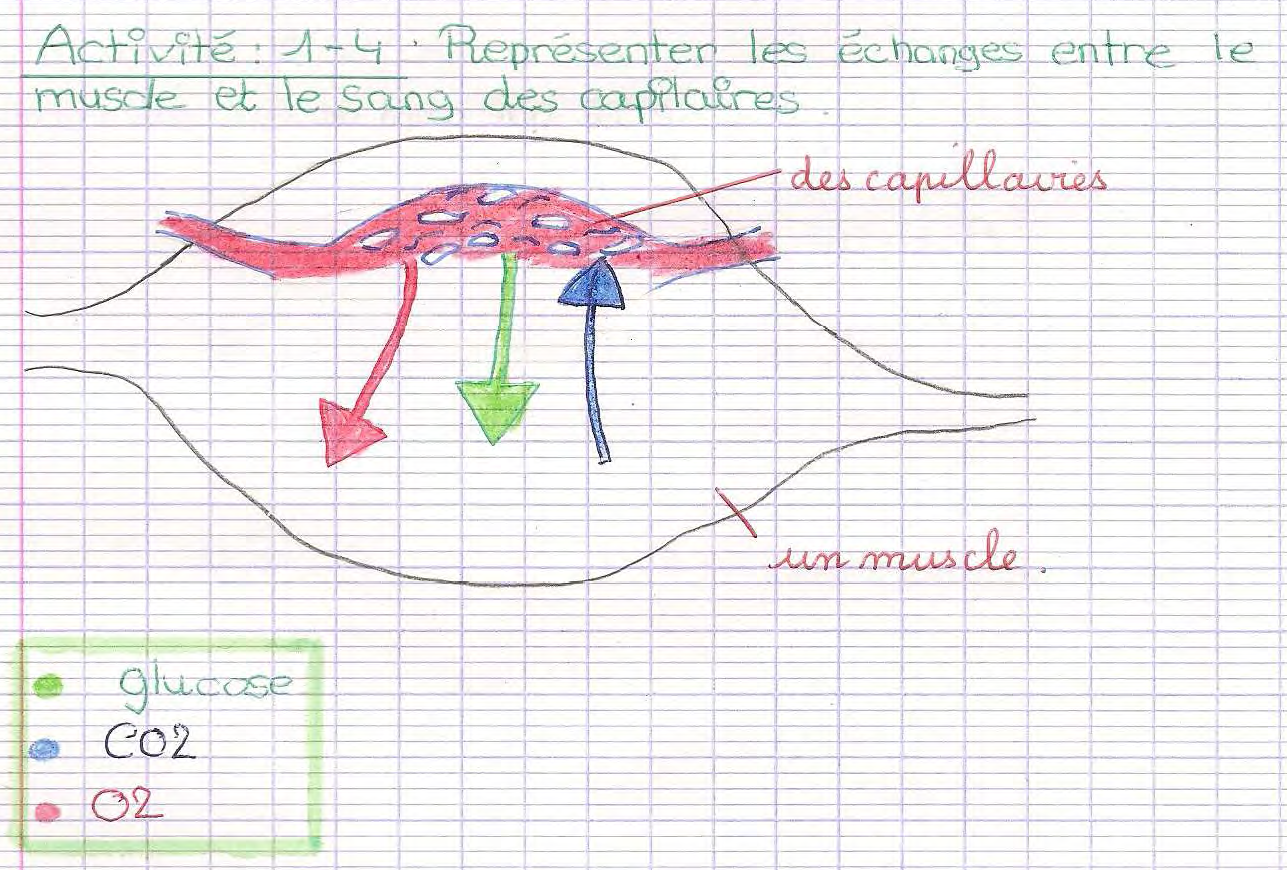 Activité : 1-4. Représenter les échanges entre le
muscle et le sang des capilaires.
des capillaires
un muscle.
glucose
CO2
O2